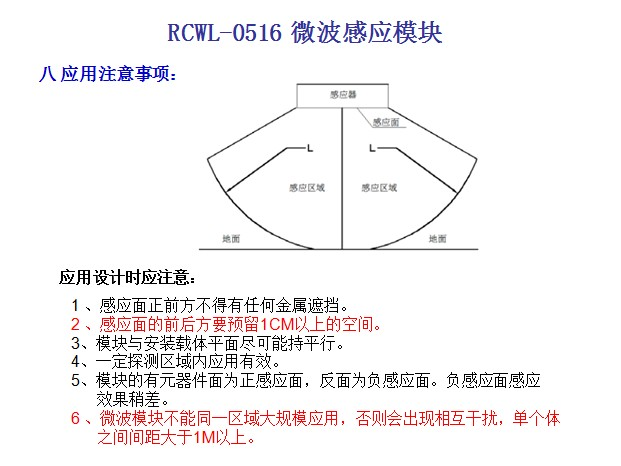 RCWL-0516 微波感应模块
八 应用注意事项：
感应器
感应面
L
L
感应区域
感应区域
地面
地面
应用设计时应注意：
1 、感应面正前方不得有任何金属遮挡。
2 、感应面的前后方要预留1CM以上的空间。
3、模块与安装载体平面尽可能持平行。
4、一定探测区域内应用有效。
5、模块的有元器件面为正感应面，反面为负感应面。负感应面感应
效果稍差。
6 、微波模块不能同一区域大规模应用，否则会出现相互干扰，单个体
之间间距大于1M以上。